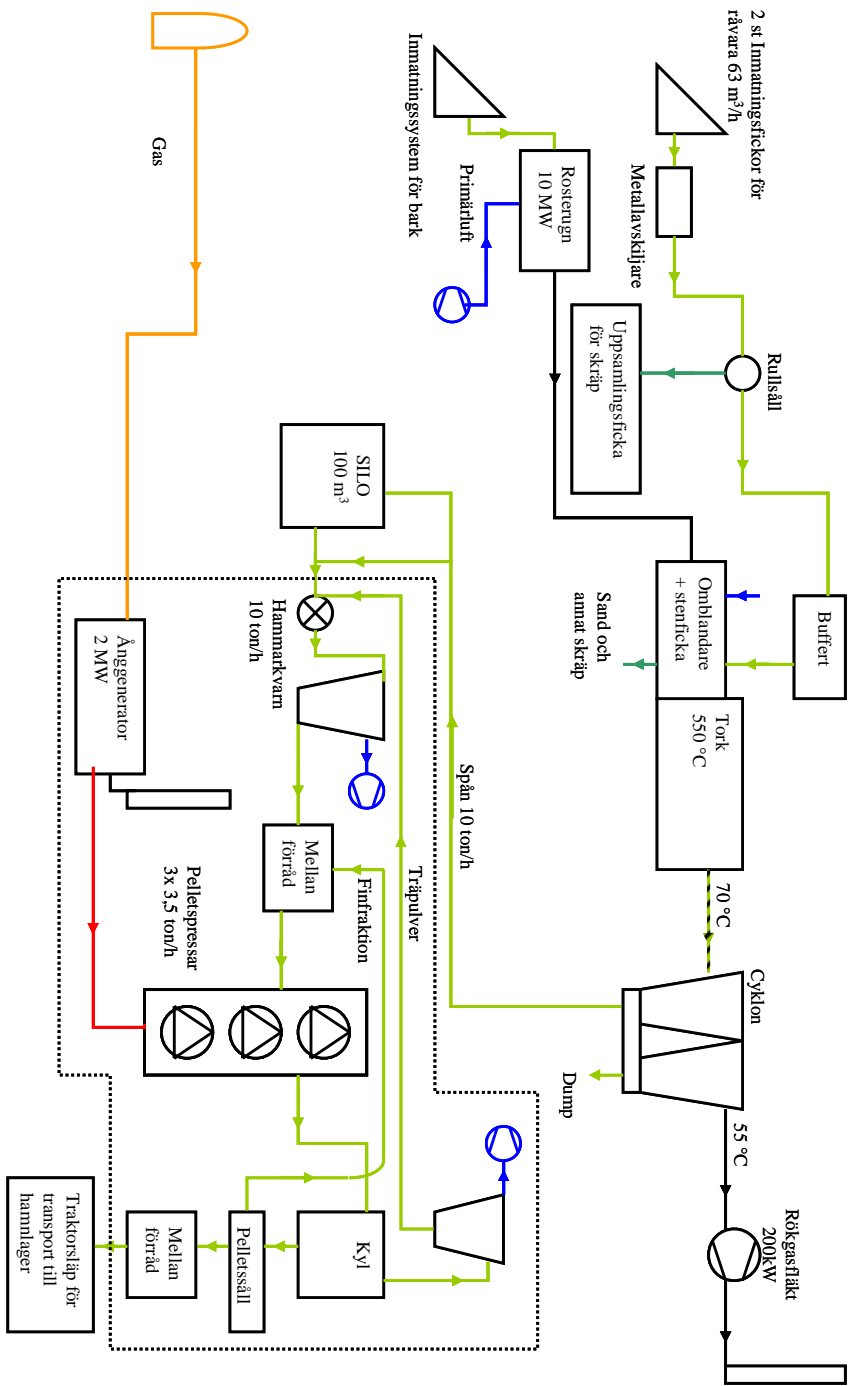 2 st Inmatningsfickor för
råvara 63 m³/h
Metallavskiljare
Rullsåll
Uppsamlingsficka
för skräp
Buffert
Omblandare
+ stenficka
Sand och
annat skräp
Tork
550 °C
70 °C
Cyklon
Dump
55 °C
Rökgasfläkt
200kW
Inmatningssystem för bark
Rosterugn
10 MW
Primärluft
SILO
100 m³
Spån 10 ton/h
Träpulver
Hammarkvarn
10 ton/h
Mellan
förråd
Finfraktion
Pelletspressar
3x 3,5 ton/h
Kyl
Pelletssåll
Mellan
förråd
Traktorsläp för
transport till
hamnlager
Gas
Ånggenerator
2 MW